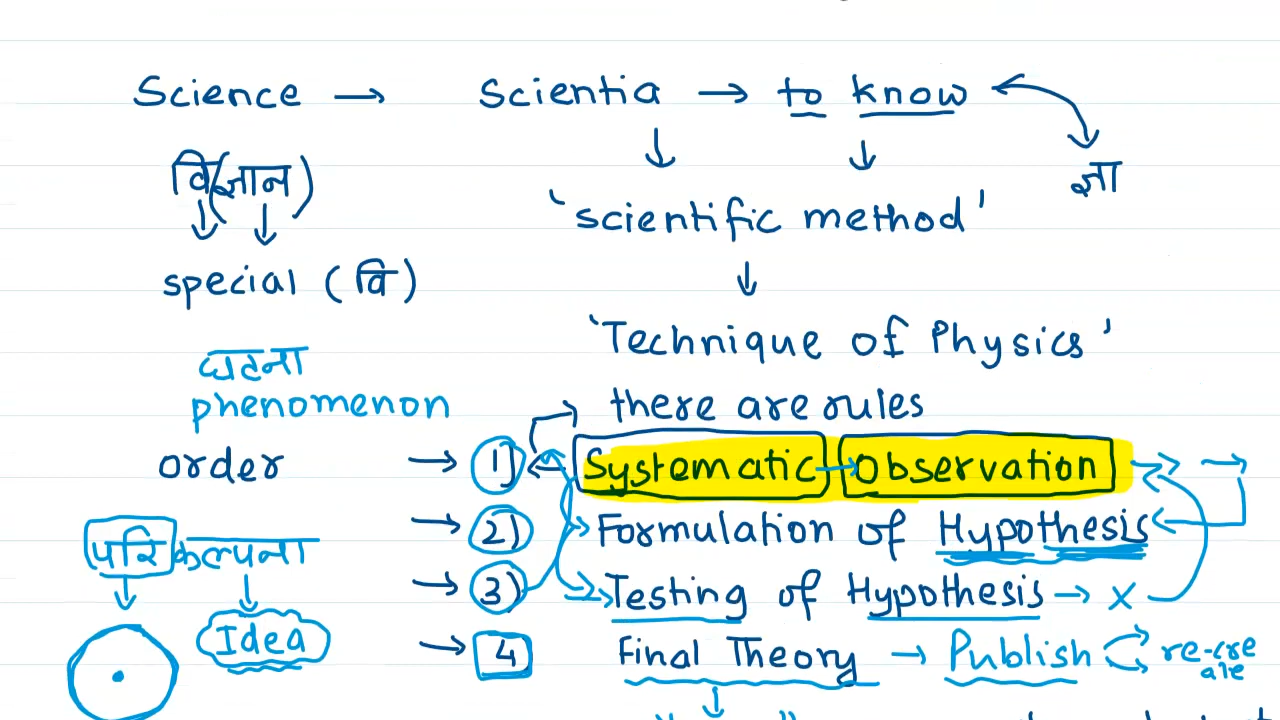 Science → Scientia → to know
वि(ज्ञान) ज्ञा
'scientific method'
special (वि)
'Technique of Physics'
घटना
phenomenon there are rules
order → 1) Systematic → Observation
→ 2) Formulation of Hypothesis
परिकल्पना → 3) Testing of Hypothesis → X
Idea → 4 Final Theory → Publish re-cre
ate